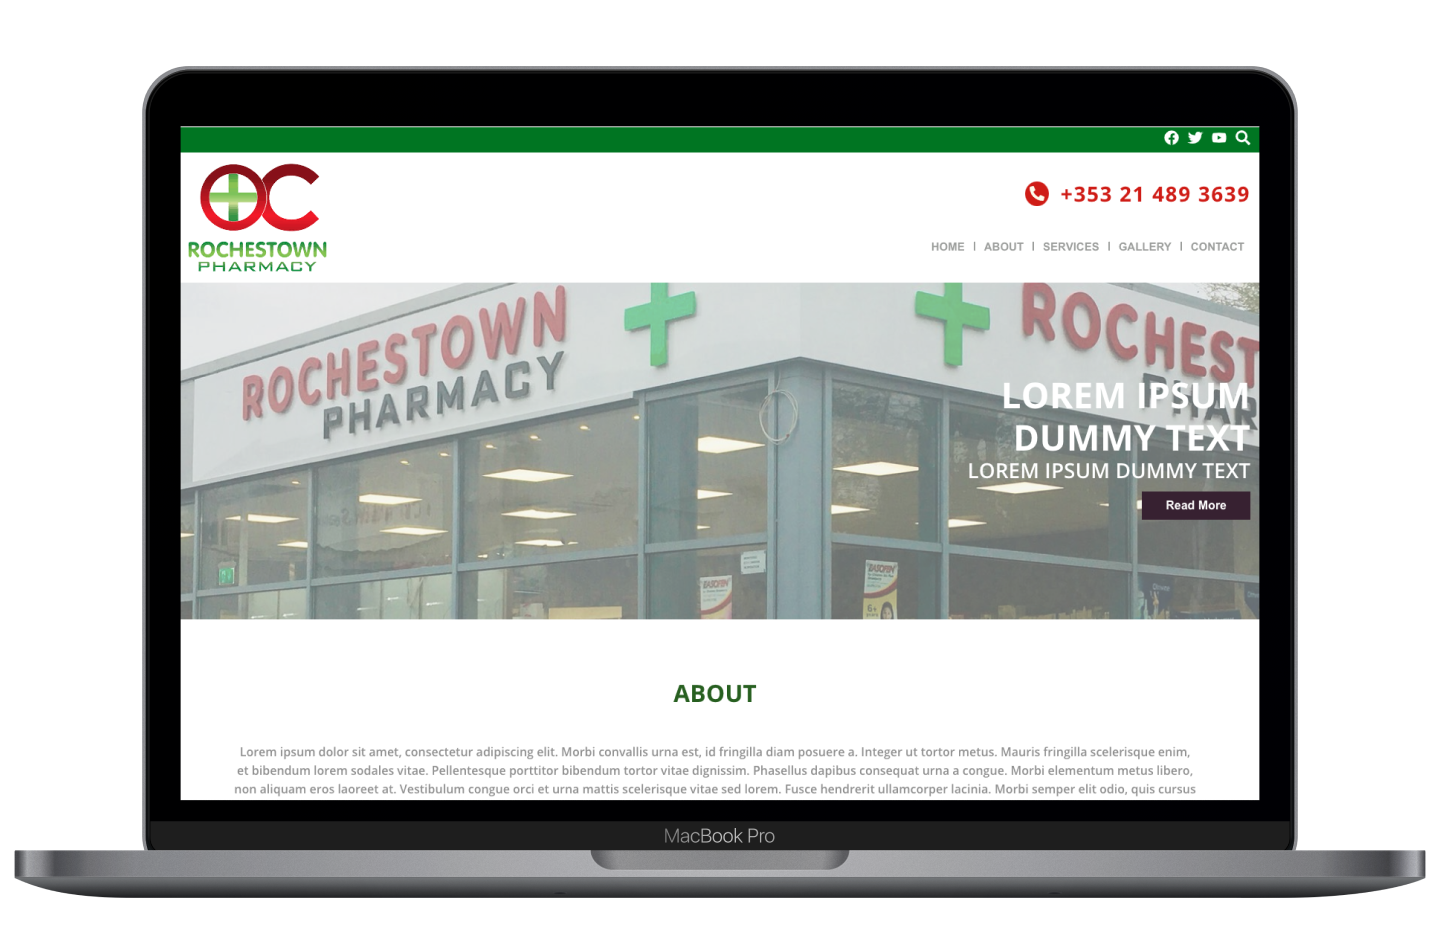 OC
ROCHESTOWN
PHARMACY
+353 21 489 3639
HOME | ABOUT | SERVICES | GALLERY | CONTACT
ROCHESTOWN
PHARMACY
ROCHEST
PHAR
LOREM IPSUM
DUMMY TEXT
LOREM IPSUM DUMMY TEXT
Read More
EASOFEN
6+
ABOUT
Lorem ipsum dolor sit amet, consectetur adipiscing elit. Morbi convallis urna est, id fringilla diam posuere a. Integer ut tortor metus. Mauris fringilla scelerisque enim,
et bibendum lorem sodales vitae. Pellentesque porttitor bibendum tortor vitae dignissim. Phasellus dapibus consequat urna a congue. Morbi elementum metus libero,
non aliquam eros laoreet at. Vestibulum congue orci et urna mattis scelerisque vitae sed lorem. Fusce hendrerit ullamcorper lacinia. Morbi semper elit odio, quis cursus
MacBook Pro